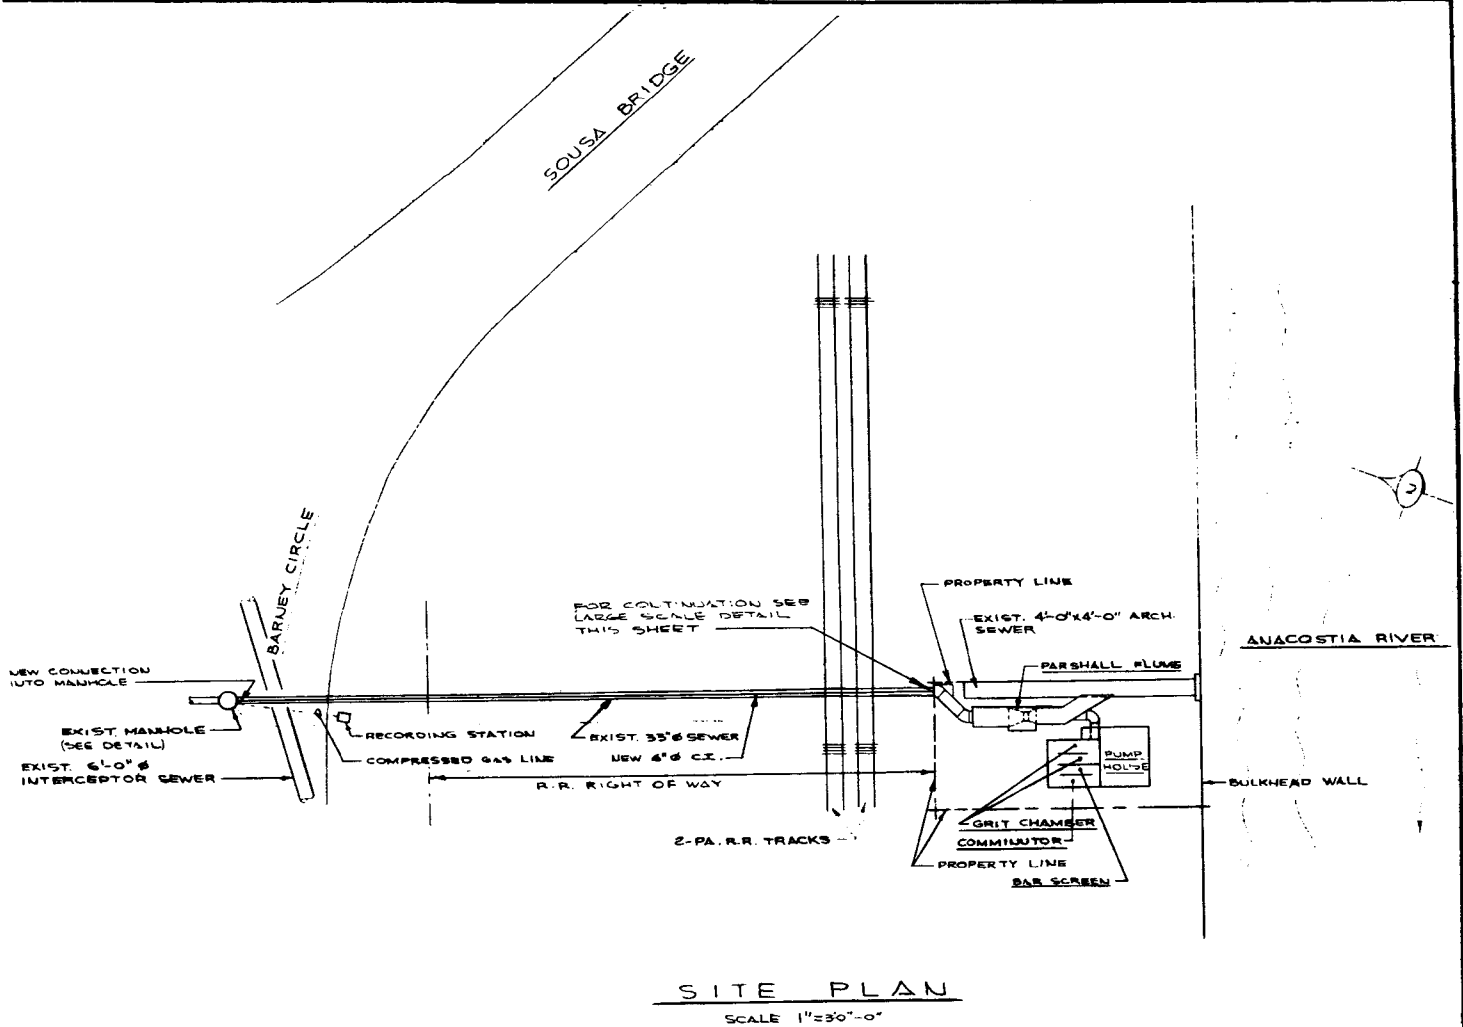 SOUSA BRIDGE
BARNEY CIRCLE
FOR CONTINUATION SEE
LARGE SCALE DETAIL
THIS SHEET
PROPERTY LINE
EXIST. 4'-0"x4'-0" ARCH.
SEWER
ANACOSTIA RIVER
PARSHALL FLUME
NEW CONNECTION
INTO MANHOLE
EXIST. MANHOLE
(SEE DETAIL)
EXIST. 6'-0" ø
INTERCEPTOR SEWER
RECORDING STATION
COMPRESSED GAS LINE
EXIST. 33" ø SEWER
NEW 6" ø C.I.
R.R. RIGHT OF WAY
PUMP
HOUSE
BULKHEAD WALL
2-PA. R.R. TRACKS
GRIT CHAMBER
COMMINUTOR
PROPERTY LINE
BAR SCREEN
SITE PLAN
SCALE 1"=30'-0"